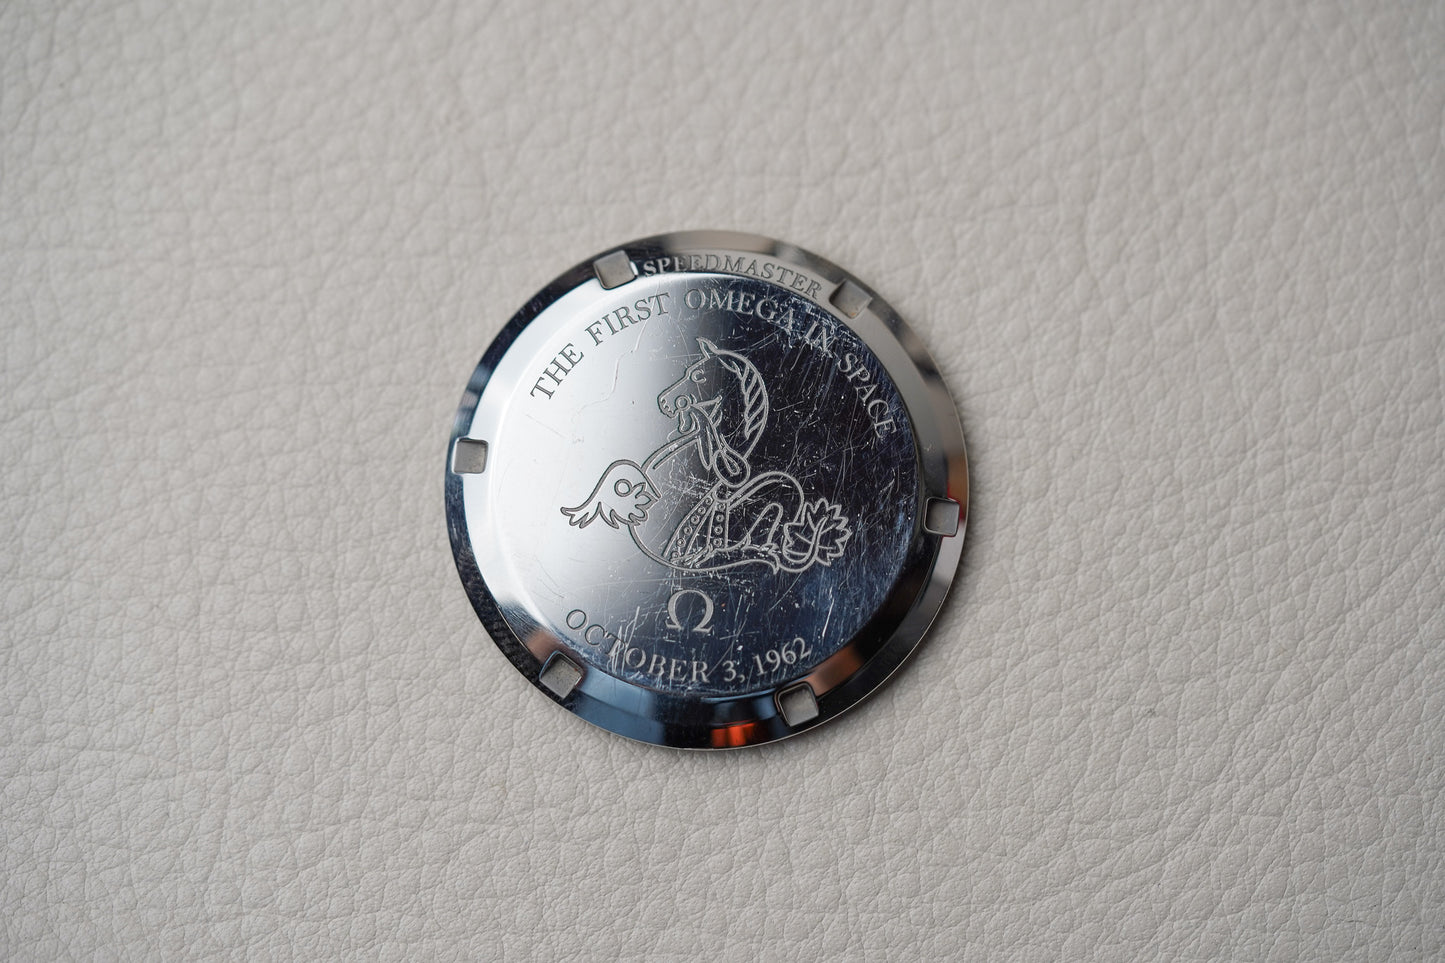 SPEEDMASTER
THE FIRST OMEGA IN SPACE
Ω
OCTOBER 3, 1962